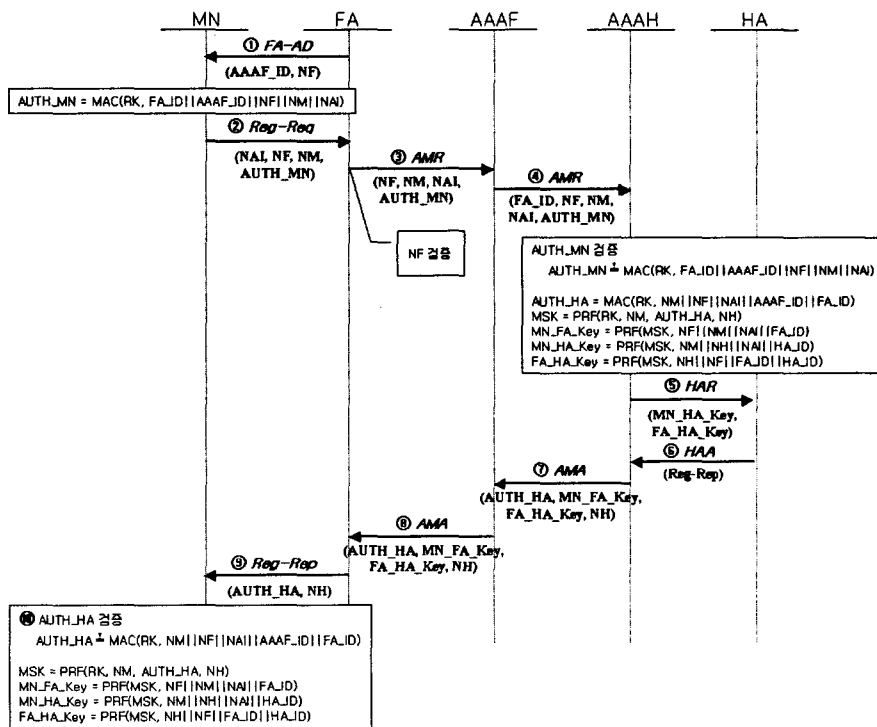 MN FA AAAF AAAH HA
① FA-AD
(AAAF_ID, NF)
AUTH_MN = MAC(RK, FA_ID||AAAF_ID||NF||NM||NAI)
② Reg-Req
(NAI, NF, NM,
AUTH_MN)
③ AMR
(NF, NM, NAI,
AUTH_MN)
④ AMR
(FA_ID, NF, NM,
NAI, AUTH_MN)
NF 검증
AUTH_MN 검증
AUTH_MN ≟ MAC(RK, FA_ID||AAAF_ID||NF||NM||NAI)
AUTH_HA = MAC(RK, NM||NF||NAI||AAAF_ID||FA_ID)
MSK = PRF(RK, NM, AUTH_HA, NH)
MN_FA_Key = PRF(MSK, NF||NM||NAI||FA_ID)
MN_HA_Key = PRF(MSK, NM||NH||NAI||HA_ID)
FA_HA_Key = PRF(MSK, NH||NF||FA_ID||HA_ID)
⑤ HAR
(MN_HA_Key,
FA_HA_Key)
⑥ HAA
(Reg-Rep)
⑦ AMA
(AUTH_HA, MN_FA_Key,
FA_HA_Key, NH)
⑧ AMA
(AUTH_HA, MN_FA_Key,
FA_HA_Key, NH)
⑨ Reg-Rep
(AUTH_HA, NH)
⑩ AUTH_HA 검증
AUTH_HA ≟ MAC(RK, NM||NF||NAI||AAAF_ID||FA_ID)
MSK = PRF(RK, NM, AUTH_HA, NH)
MN_FA_Key = PRF(MSK, NF||NM||NAI||FA_ID)
MN_HA_Key = PRF(MSK, NM||NH||NAI||HA_ID)
FA_HA_Key = PRF(MSK, NH||NF||FA_ID||HA_ID)